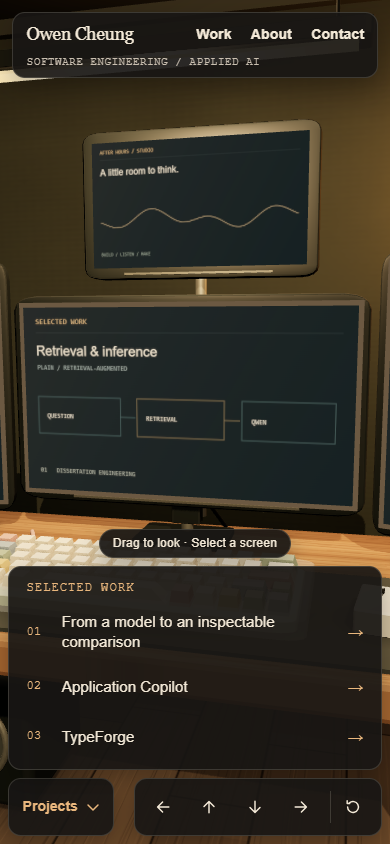 Owen Cheung
Work About Contact
SOFTWARE ENGINEERING / APPLIED AI
AFTER HOURS / STUDIO
A little room to think.
BUILD / LISTEN / MAKE
SELECTED WORK
Retrieval & inference
PLAIN / RETRIEVAL-AUGMENTED
QUESTION
RETRIEVAL
QWEN
01 DISSERTATION ENGINEERING
Drag to look · Select a screen
SELECTED WORK
01 From a model to an inspectable
comparison →
02 Application Copilot →
03 TypeForge →
Projects
← ↑ ↓ →